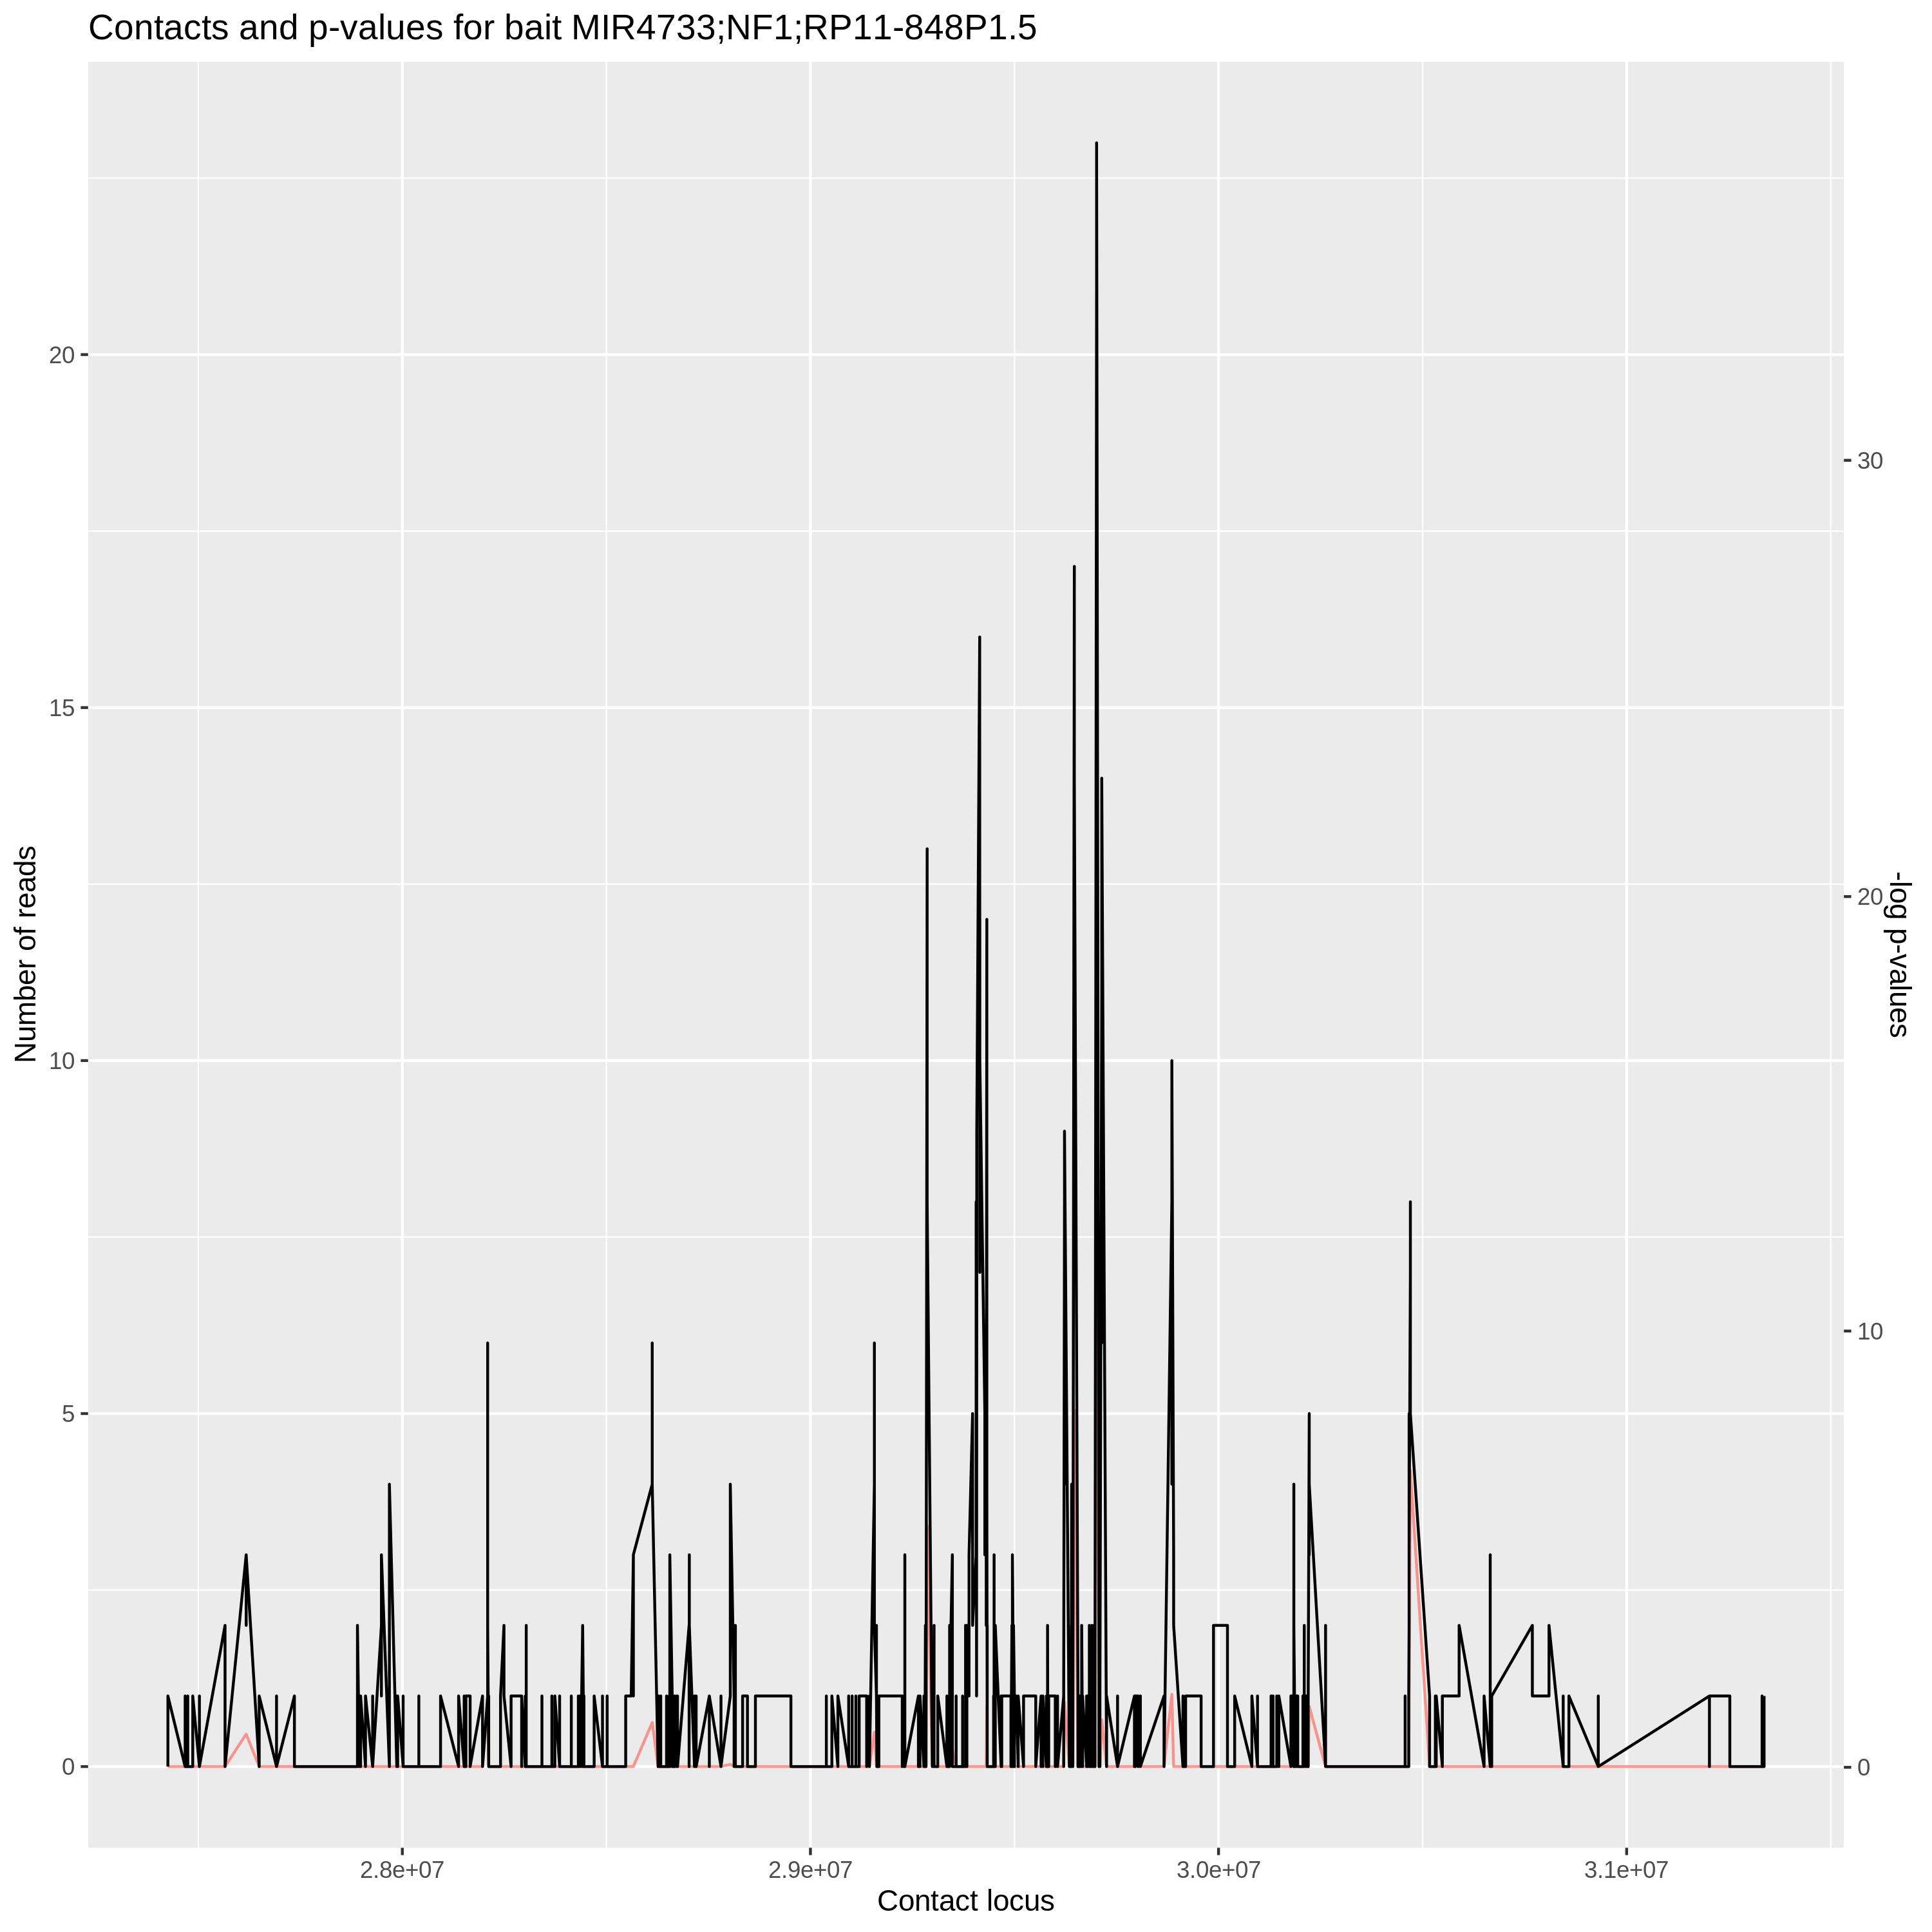 Contacts and p-values for bait MIR4733;NF1;RP11-848P1.5
Number of reads
20
15
10
5
0
30
20
10
0
-log p-values
2.8e+07
2.9e+07
3.0e+07
3.1e+07
Contact locus